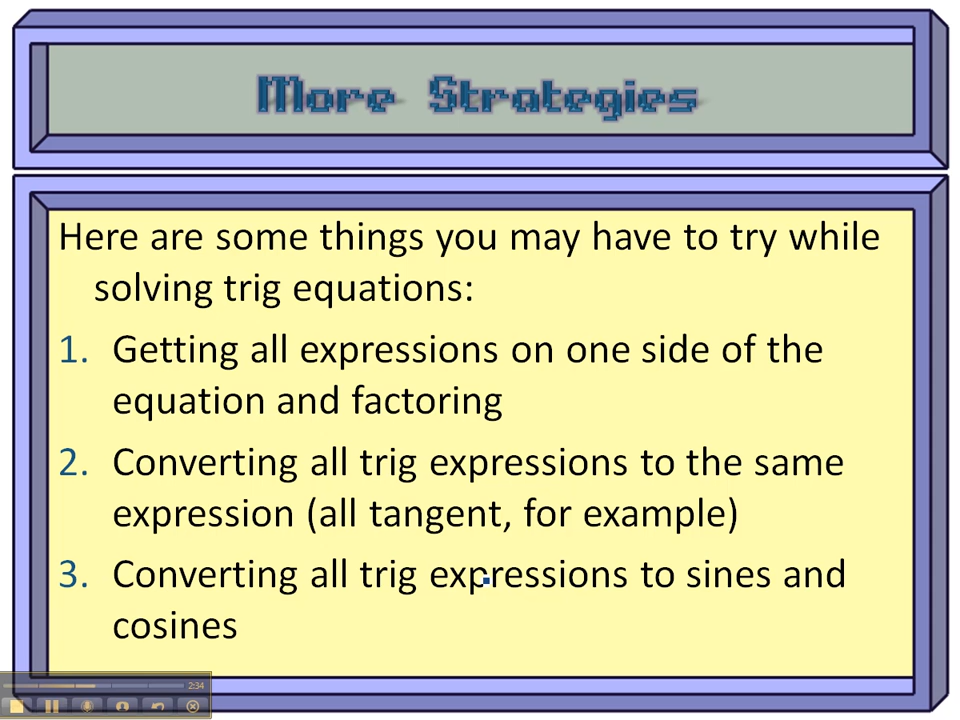 More Strategies
Here are some things you may have to try while
solving trig equations:
1. Getting all expressions on one side of the
equation and factoring
2. Converting all trig expressions to the same
expression (all tangent, for example)
3. Converting all trig expressions to sines and
cosines
2:34